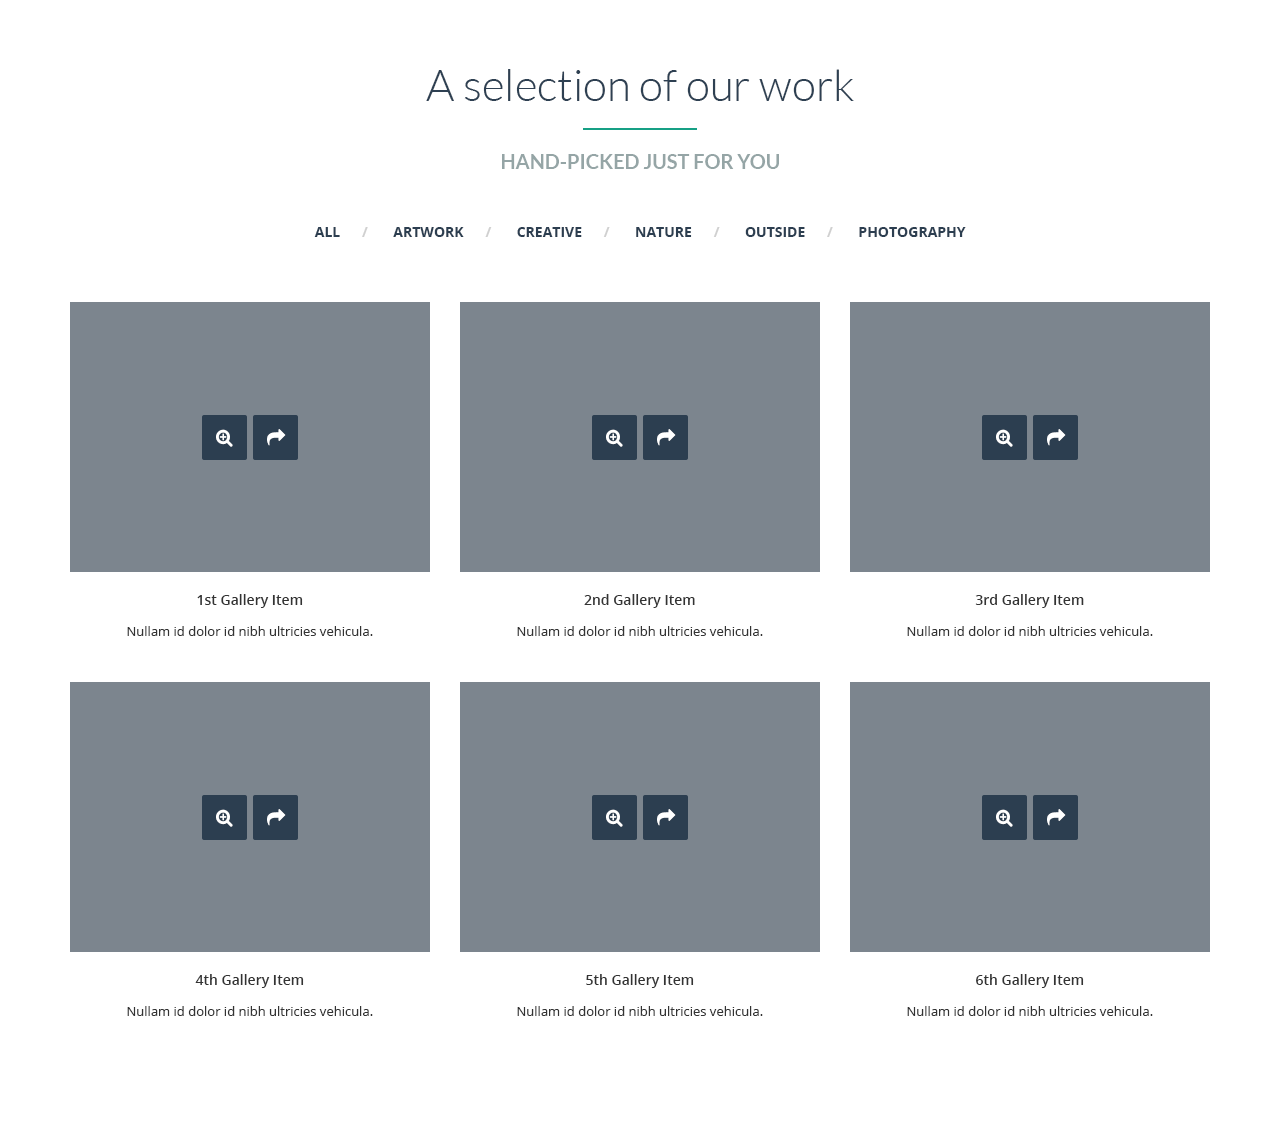 A selection of our work
HAND-PICKED JUST FOR YOU
ALL / ARTWORK / CREATIVE / NATURE / OUTSIDE / PHOTOGRAPHY
1st Gallery Item
Nullam id dolor id nibh ultricies vehicula.
2nd Gallery Item
Nullam id dolor id nibh ultricies vehicula.
3rd Gallery Item
Nullam id dolor id nibh ultricies vehicula.
4th Gallery Item
Nullam id dolor id nibh ultricies vehicula.
5th Gallery Item
Nullam id dolor id nibh ultricies vehicula.
6th Gallery Item
Nullam id dolor id nibh ultricies vehicula.